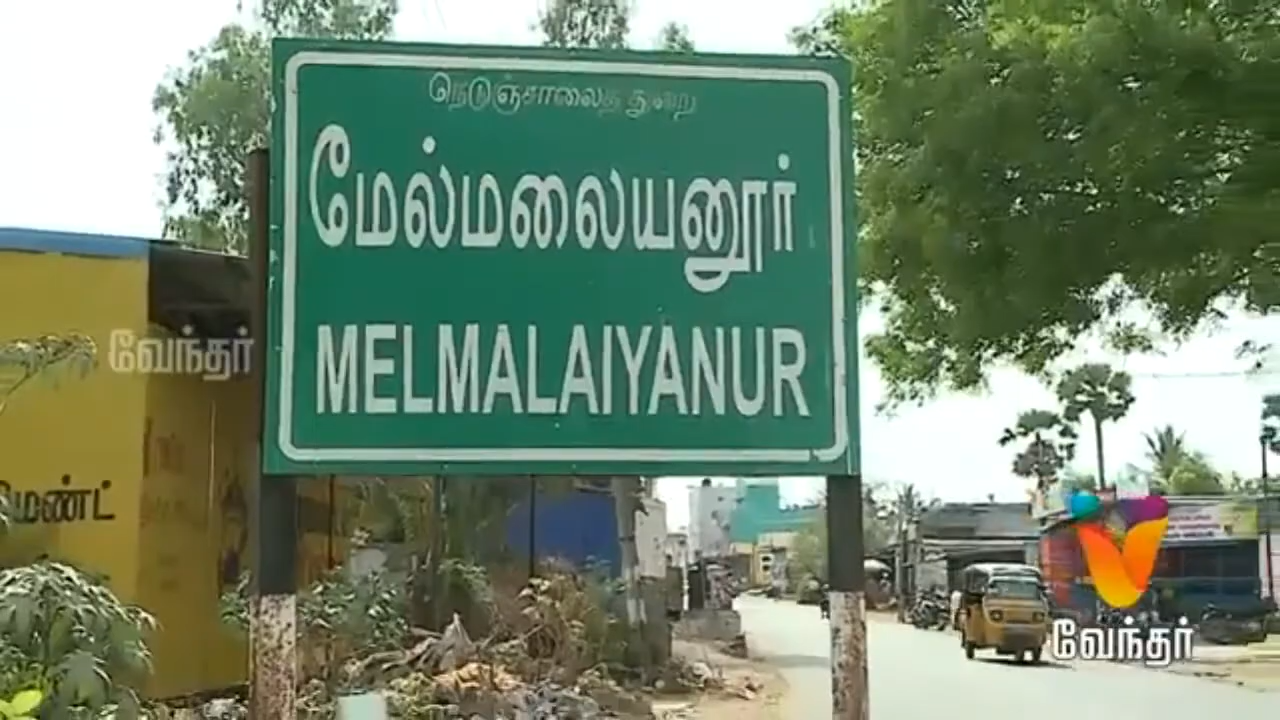 நெடுஞ்சாலைத் துறை
மேல்மலையனூர்
MELMALAIYANUR
வேந்தர்
மெண்ட்
வேந்தர்